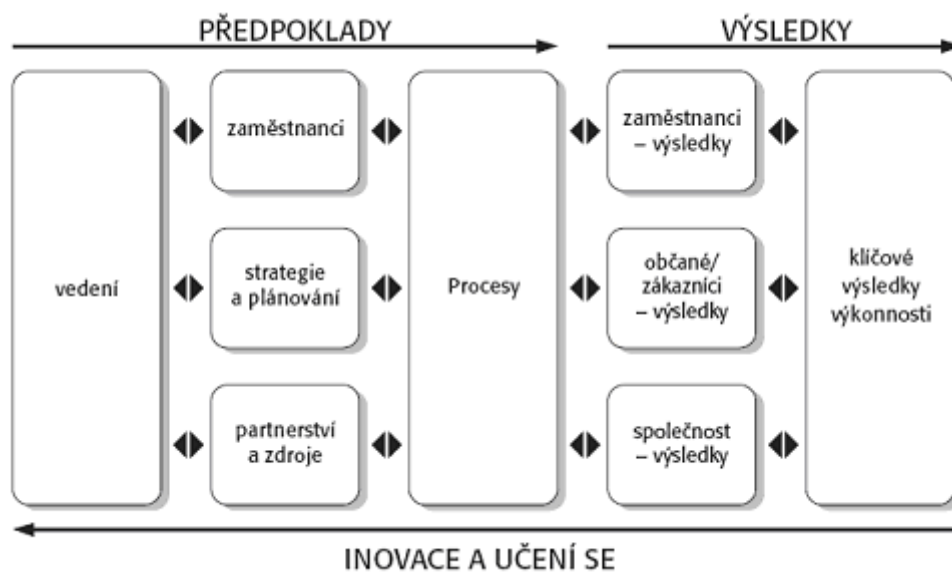 PŘEDPOKLADY
VÝSLEDKY
vedení
zaměstnanci
strategie
a plánování
partnerství
a zdroje
Procesy
zaměstnanci
– výsledky
občané/
zákazníci
– výsledky
společnost
– výsledky
klíčové
výsledky
výkonnosti
INOVACE A UČENÍ SE